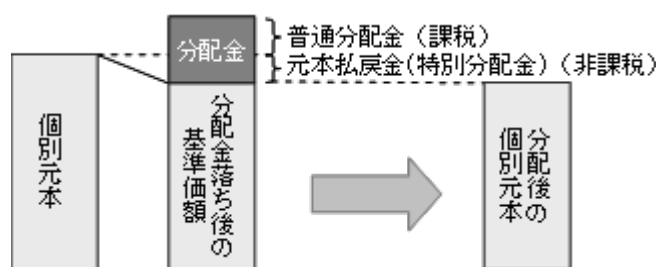 分配金
普通分配金(課税)
元本払戻金(特別分配金)(非課税)
個別元本
分配金落ち後の
基準価額
分配後の
個別元本